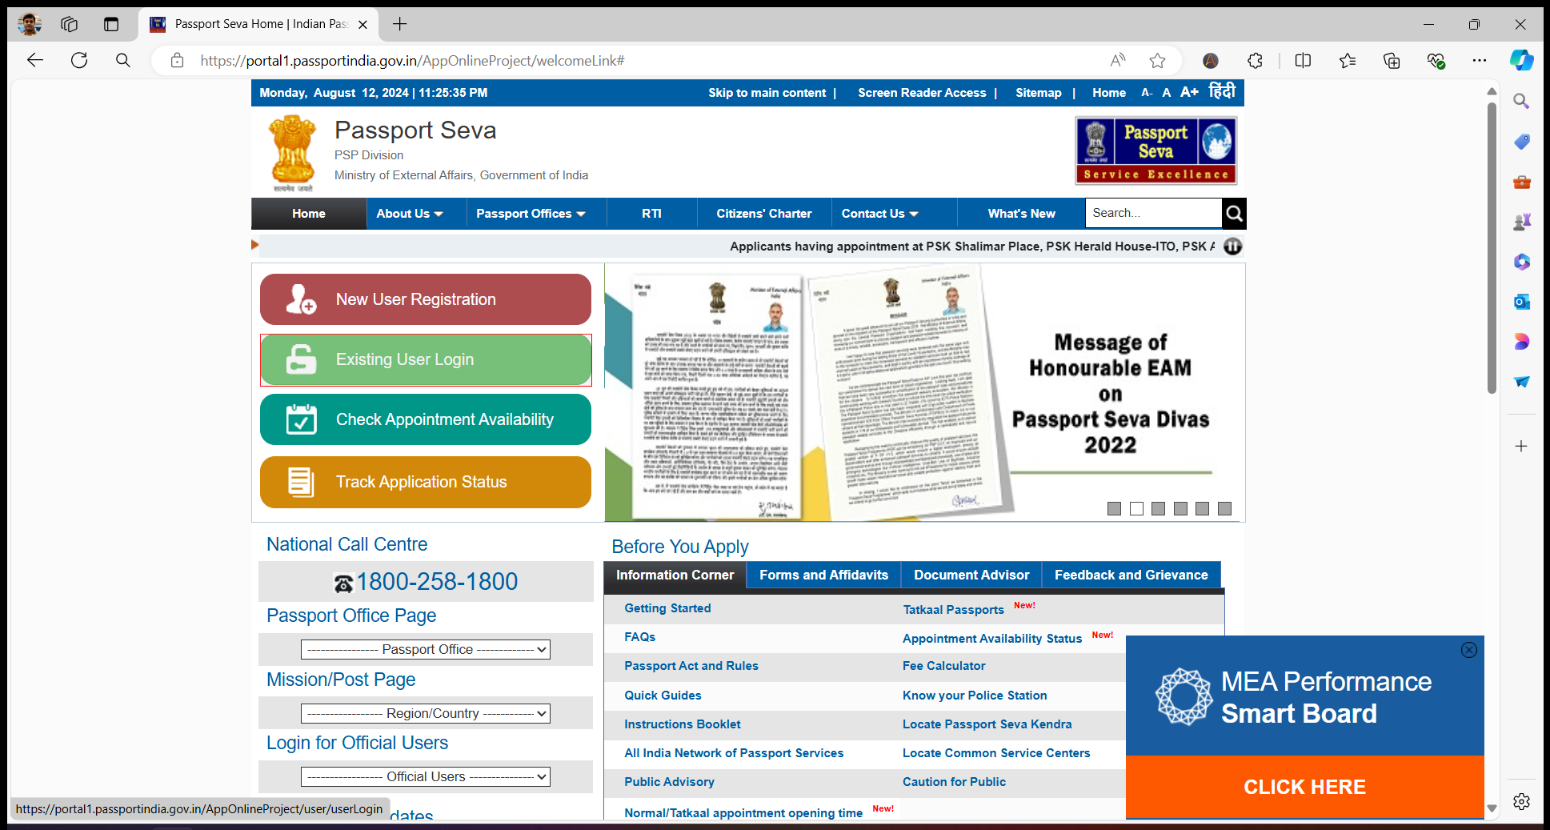 Passport Seva Home | Indian Pas
https://portal1.passportindia.gov.in/AppOnlineProject/welcomeLink#
Monday, August 12, 2024 | 11:25:35 PM
Skip to main content |
Screen Reader Access |
Sitemap |
Home
A-
A
A+
हिंदी
Passport Seva
PSP Division
Ministry of External Affairs, Government of India
सत्यमेव जयते
Passport
Seva
Service Excellence
Home
About Us
Passport Offices
RTI
Citizens' Charter
Contact Us
What's New
Search...
Applicants having appointment at PSK Shalimar Place, PSK Herald House-ITO, PSK
New User Registration
Existing User Login
Check Appointment Availability
Track Application Status
Message of
Honourable EAM
on
Passport Seva Divas
2022
National Call Centre
1800-258-1800
Passport Office Page
---------------- Passport Office -------------
Mission/Post Page
----------------- Region/Country ------------
Login for Official Users
----------------- Official Users --------------
dates
Before You Apply
Information Corner
Forms and Affidavits
Document Advisor
Feedback and Grievance
Getting Started
Tatkaal Passports New!
FAQs
Appointment Availability Status New!
Passport Act and Rules
Fee Calculator
Quick Guides
Know your Police Station
Instructions Booklet
Locate Passport Seva Kendra
All India Network of Passport Services
Locate Common Service Centers
Public Advisory
Caution for Public
Normal/Tatkaal appointment opening time New!
MEA Performance
Smart Board
CLICK HERE
https://portal1.passportindia.gov.in/AppOnlineProject/user/userLogin